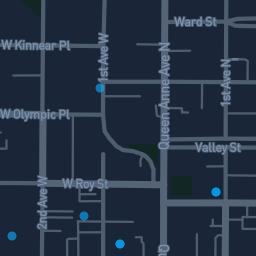 Ward St
W Kinnear Pl
1st Ave W
Queen Anne Ave N
1st Ave N
W Olympic Pl
Valley St
W Roy St
2nd Ave W